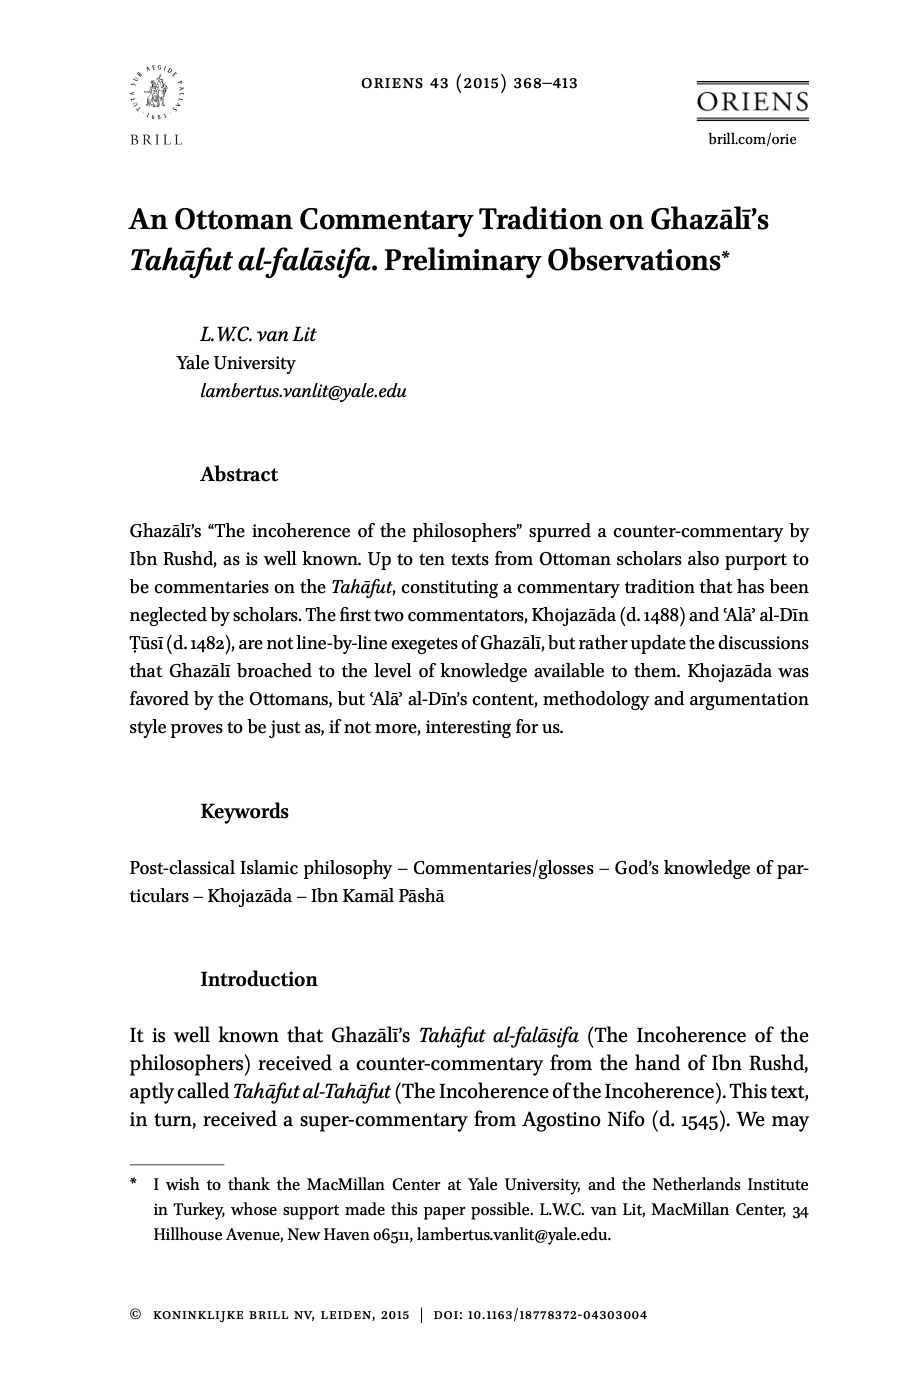 TUTA SUB AEGIDE PALLAS
· 1683 ·
BRILL
ORIENS 43 (2015) 368–413
ORIENS
brill.com/orie
An Ottoman Commentary Tradition on Ghazālī’s
Tahāfut al-falāsifa. Preliminary Observations*
L.W.C. van Lit
Yale University
lambertus.vanlit@yale.edu
Abstract
Ghazālī’s “The incoherence of the philosophers” spurred a counter-commentary by
Ibn Rushd, as is well known. Up to ten texts from Ottoman scholars also purport to
be commentaries on the Tahāfut, constituting a commentary tradition that has been
neglected by scholars. The first two commentators, Khojazāda (d. 1488) and ʿAlāʾ al-Dīn
Ṭūsī (d. 1482), are not line-by-line exegetes of Ghazālī, but rather update the discussions
that Ghazālī broached to the level of knowledge available to them. Khojazāda was
favored by the Ottomans, but ʿAlāʾ al-Dīn’s content, methodology and argumentation
style proves to be just as, if not more, interesting for us.
Keywords
Post-classical Islamic philosophy – Commentaries/glosses – God’s knowledge of par-
ticulars – Khojazāda – Ibn Kamāl Pāshā
Introduction
It is well known that Ghazālī’s Tahāfut al-falāsifa (The Incoherence of the
philosophers) received a counter-commentary from the hand of Ibn Rushd,
aptly called Tahāfut al-Tahāfut (The Incoherence of the Incoherence). This text,
in turn, received a super-commentary from Agostino Nifo (d. 1545). We may
* I wish to thank the MacMillan Center at Yale University, and the Netherlands Institute
in Turkey, whose support made this paper possible. L.W.C. van Lit, MacMillan Center, 34
Hillhouse Avenue, New Haven 06511, lambertus.vanlit@yale.edu.
© KONINKLIJKE BRILL NV, LEIDEN, 2015 | DOI: 10.1163/18778372-04303004